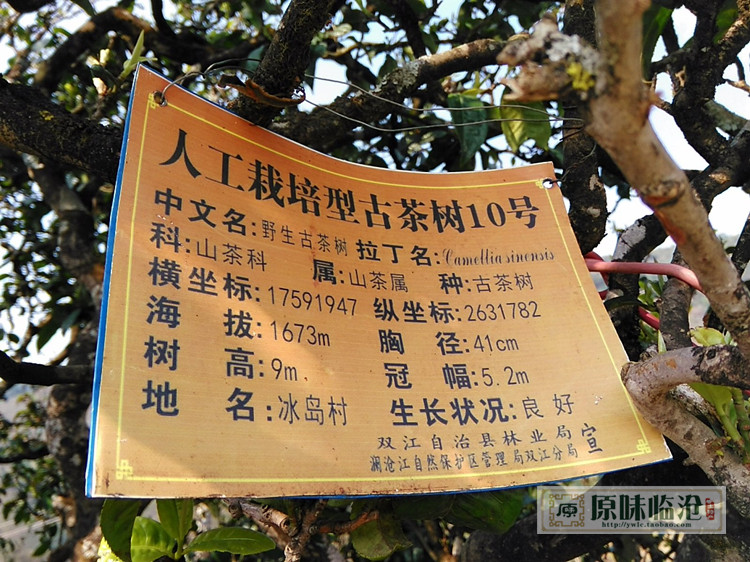 人工栽培型古茶树10号
中文名:野生古茶树 拉丁名:Camellia sinensis
科:山茶科 属:山茶属 种:古茶树
横坐标:17591947 纵坐标:2631782
海 拔:1673m 胸 径:41cm
树 高:9m. 冠 幅:5.2m
地 名:冰岛村 生长状况:良好
双江自治县林业局
澜沧江自然保护区管理局双江分局 宣
原味临沧
http://ywlc.taobao.com